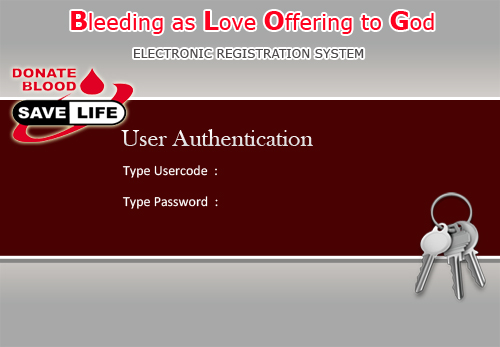 Bleeding as Love Offering to God
ELECTRONIC REGISTRATION SYSTEM
DONATE
BLOOD
SAVE LIFE
User Authentication
Type Usercode :
Type Password :